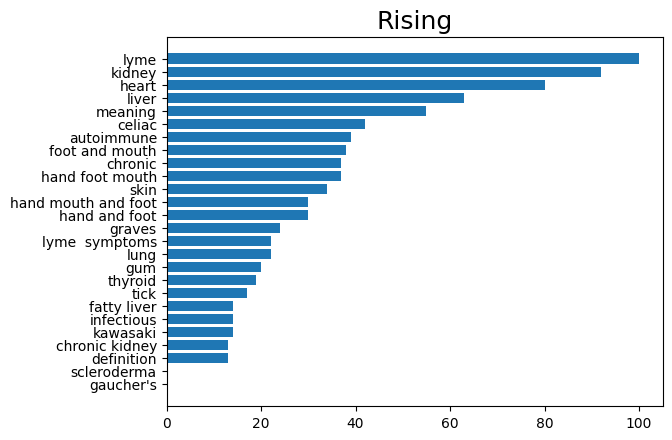 Rising
lyme
kidney
heart
liver
meaning
celiac
autoimmune
foot and mouth
chronic
hand foot mouth
skin
hand mouth and foot
hand and foot
graves
lyme  symptoms
lung
gum
thyroid
tick
fatty liver
infectious
kawasaki
chronic kidney
definition
scleroderma
gaucher's
0 20 40 60 80 100